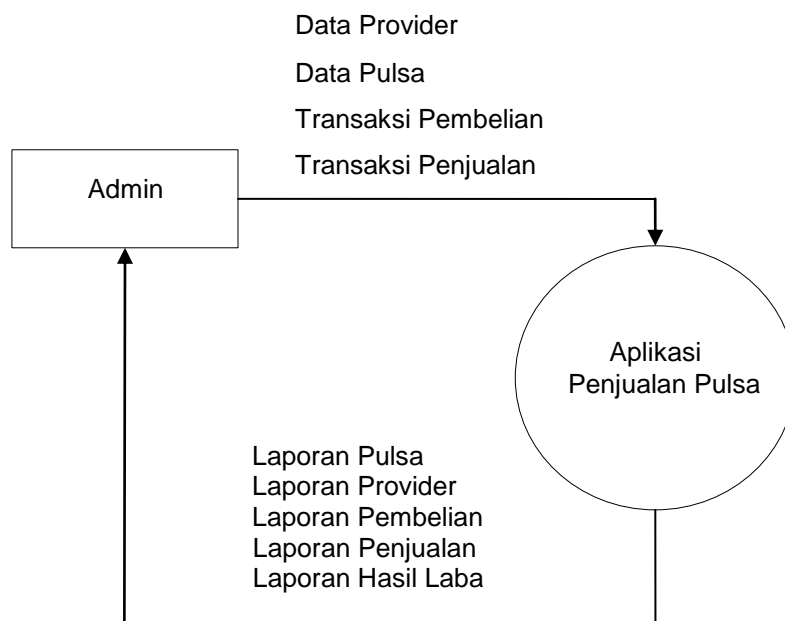 Data Provider
Data Pulsa
Transaksi Pembelian
Transaksi Penjualan
Admin
Aplikasi
Penjualan Pulsa
Laporan Pulsa
Laporan Provider
Laporan Pembelian
Laporan Penjualan
Laporan Hasil Laba